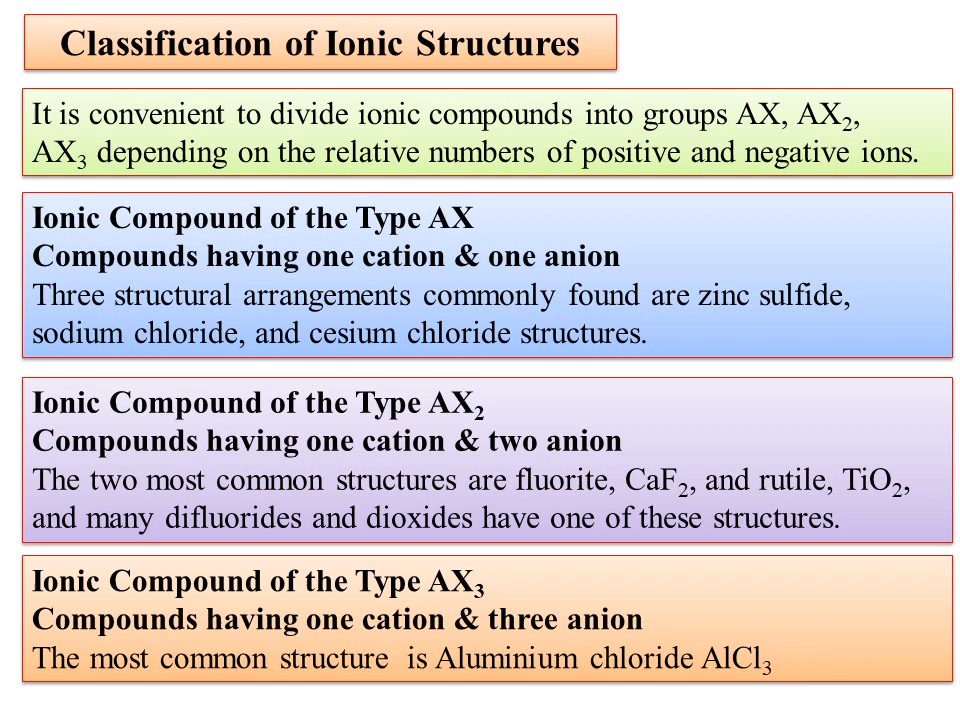 Classification of Ionic Structures
It is convenient to divide ionic compounds into groups AX, AX₂,
AX₃ depending on the relative numbers of positive and negative ions.
Ionic Compound of the Type AX
Compounds having one cation & one anion
Three structural arrangements commonly found are zinc sulfide,
sodium chloride, and cesium chloride structures.
Ionic Compound of the Type AX₂
Compounds having one cation & two anion
The two most common structures are fluorite, CaF₂, and rutile, TiO₂,
and many difluorides and dioxides have one of these structures.
Ionic Compound of the Type AX₃
Compounds having one cation & three anion
The most common structure is Aluminium chloride AlCl₃